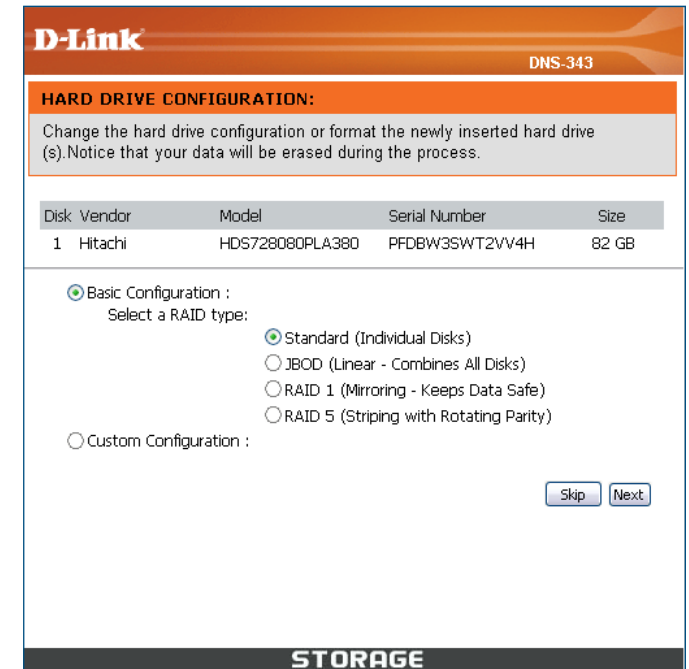 D-Link
DNS-343
HARD DRIVE CONFIGURATION:
Change the hard drive configuration or format the newly inserted hard drive
(s).Notice that your data will be erased during the process.
Disk Vendor Model Serial Number Size
1 Hitachi HDS728080PLA380 PFDBW3SWT2VV4H 82 GB
Basic Configuration :
Select a RAID type:
Standard (Individual Disks)
JBOD (Linear - Combines All Disks)
RAID 1 (Mirroring - Keeps Data Safe)
RAID 5 (Striping with Rotating Parity)
Custom Configuration :
Skip Next
STORAGE